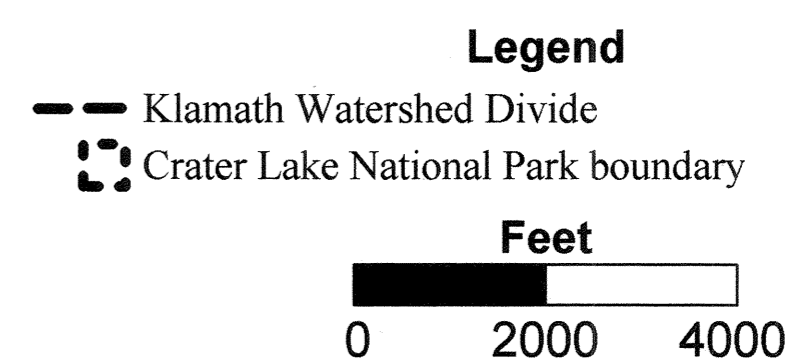 Legend
Klamath Watershed Divide
Crater Lake National Park boundary
Feet
0 2000 4000